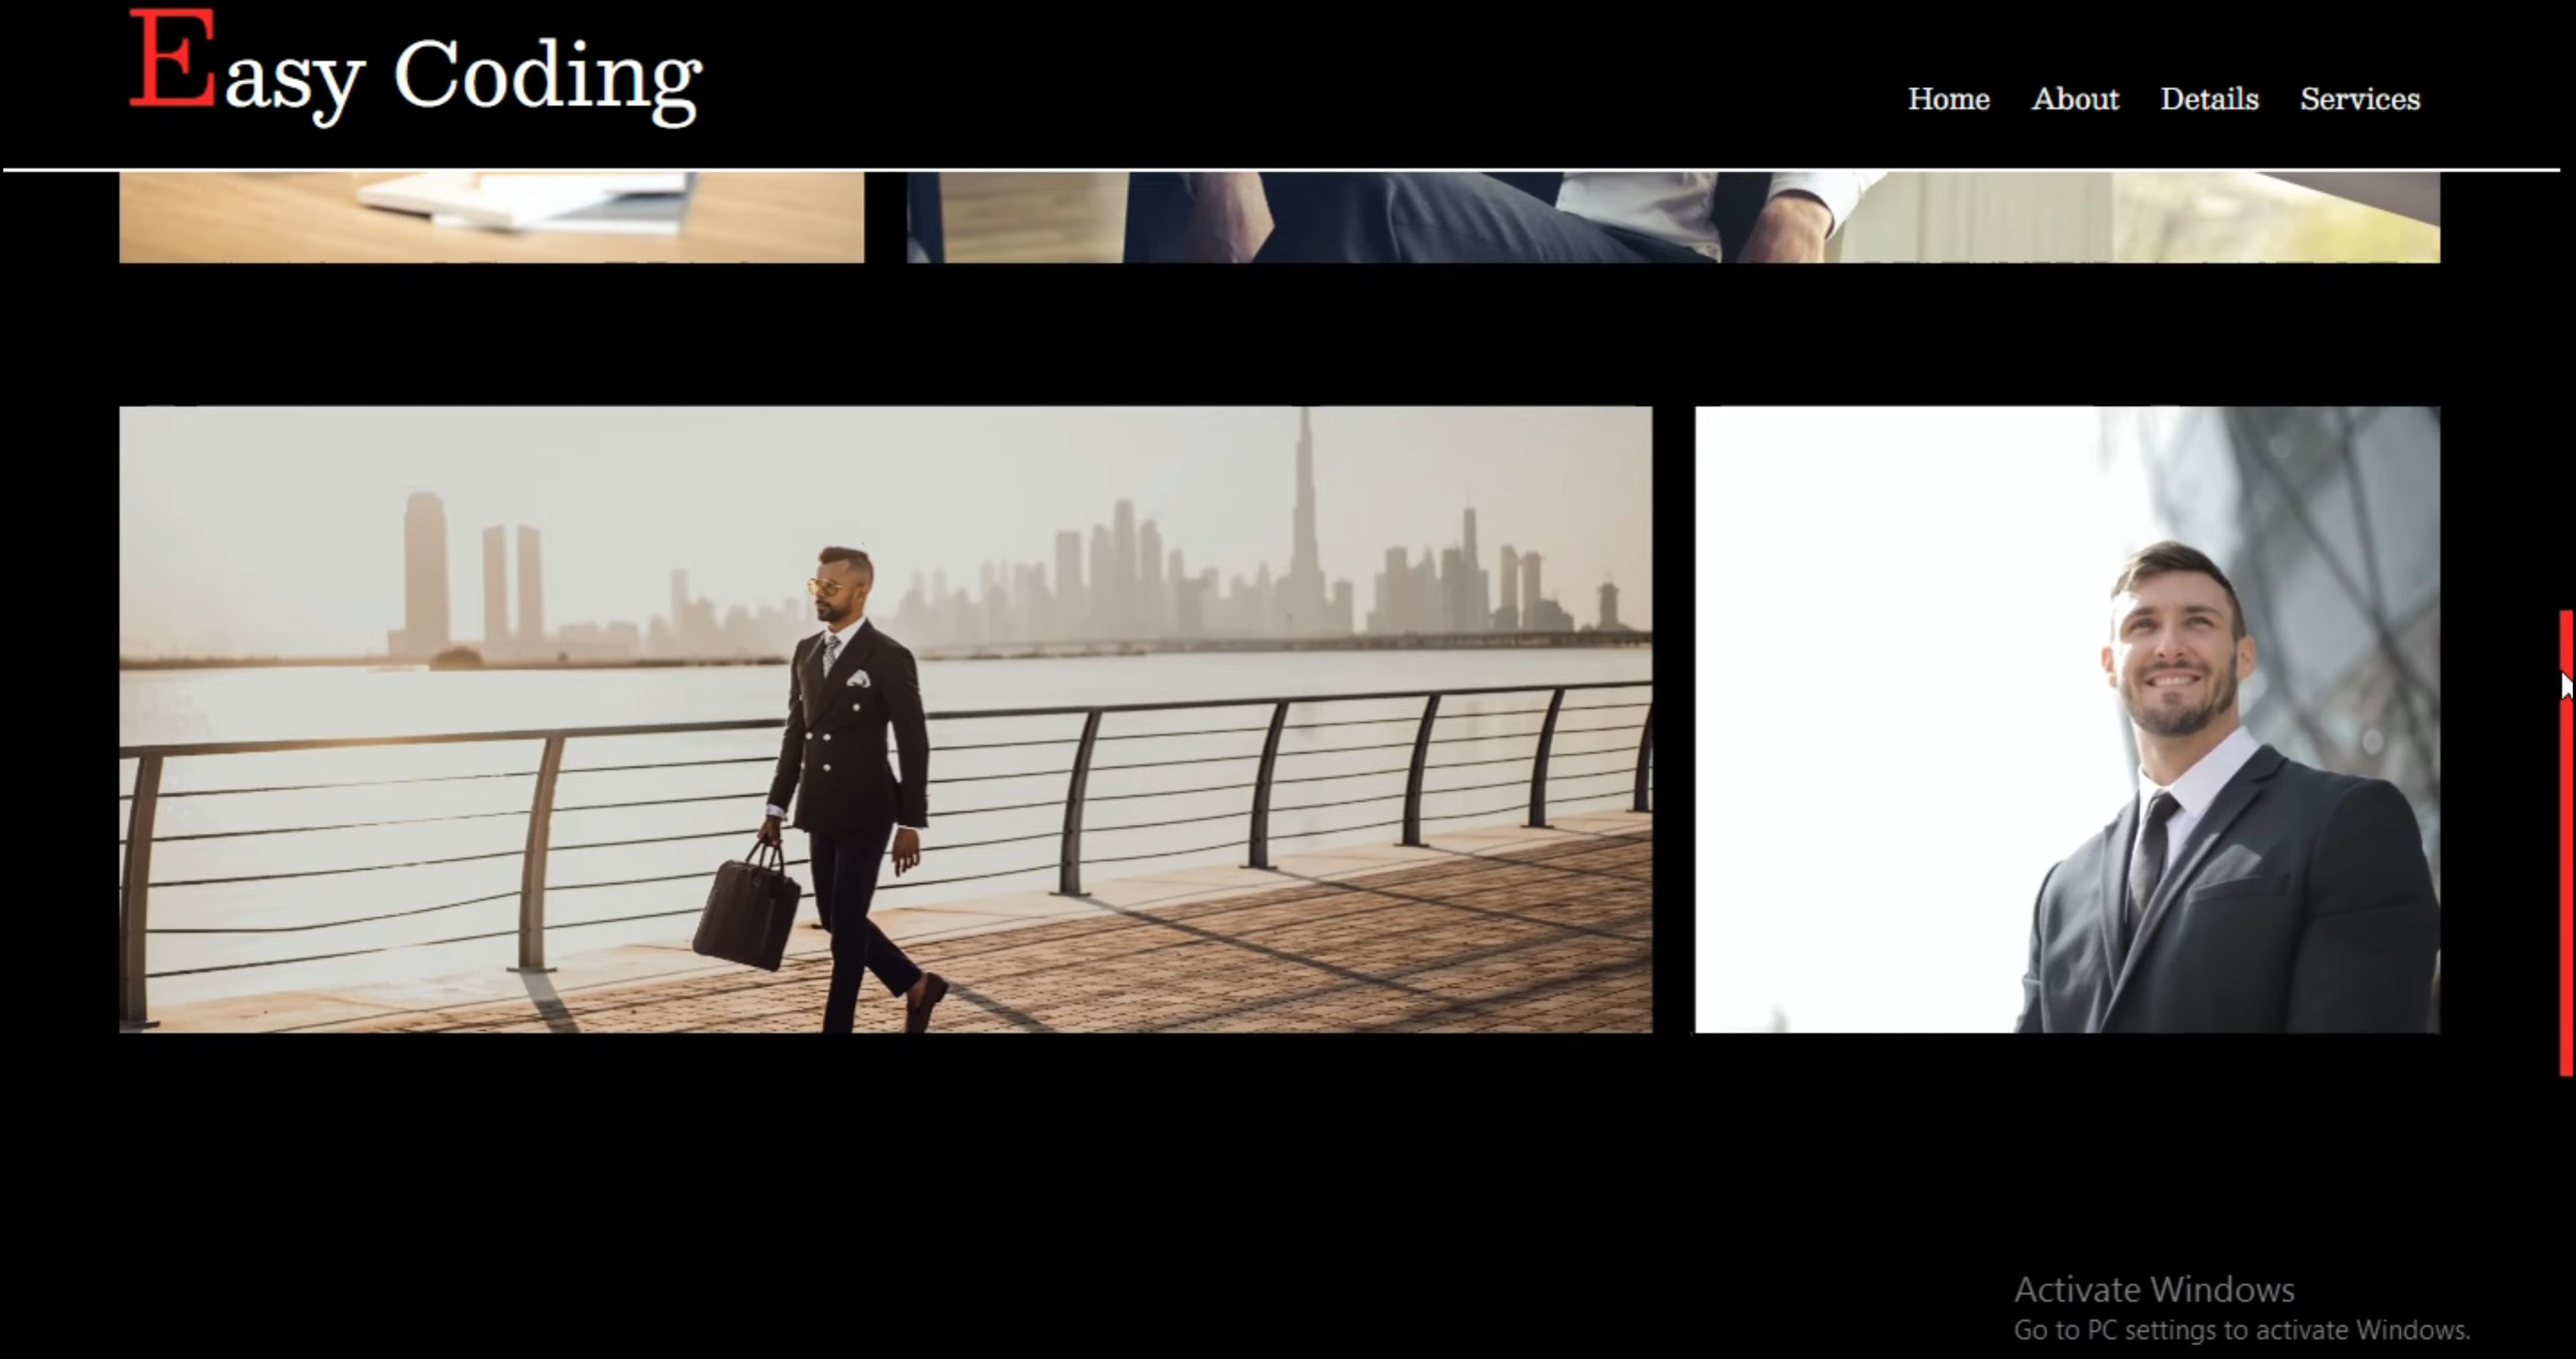 Easy Coding
Home About Details Services
Activate Windows
Go to PC settings to activate Windows.